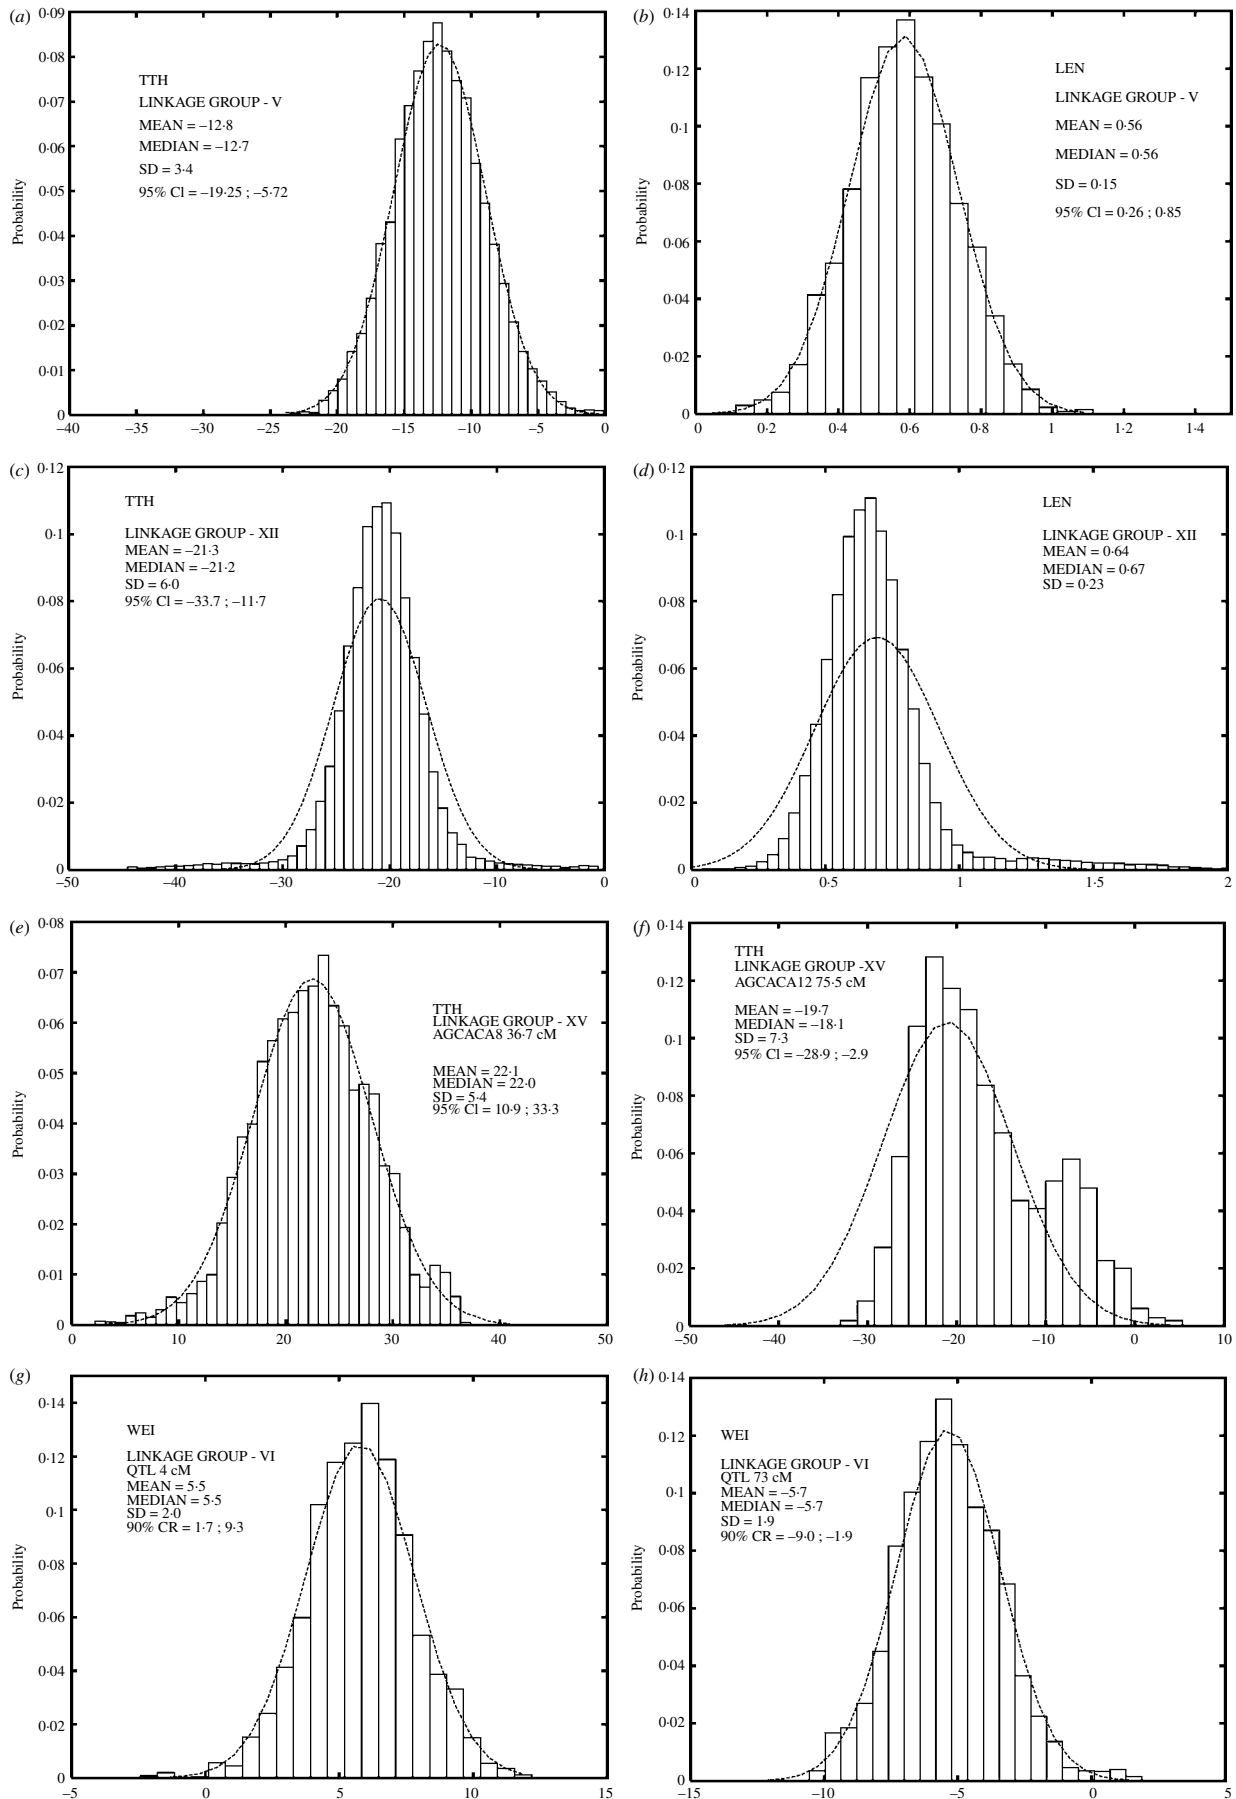 (a)
0·09
0·08
0·07
0·06
0·05
0·04
0·03
0·02
0·01
0
Probability
TTH
LINKAGE GROUP - V
MEAN = –12·8
MEDIAN = –12·7
SD = 3·4
95% Cl = –19·25 ; –5·72
–40 –35 –30 –25 –20 –15 –10 –5 0
(b)
0·14
0·12
0·1
0·08
0·06
0·04
0·02
0
Probability
LEN
LINKAGE GROUP - V
MEAN = 0·56
MEDIAN = 0·56
SD = 0·15
95% Cl = 0·26 ; 0·85
0 0·2 0·4 0·6 0·8 1 1·2 1·4
(c)
0·12
0·1
0·08
0·06
0·04
0·02
0
Probability
TTH
LINKAGE GROUP - XII
MEAN = –21·3
MEDIAN = –21·2
SD = 6·0
95% Cl = –33.7 ; –11·7
–50 –40 –30 –20 –10 0
(d)
0·12
0·1
0·08
0·06
0·04
0·02
0
Probability
LEN
LINKAGE GROUP - XII
MEAN = 0·64
MEDIAN = 0·67
SD = 0·23
0 0·5 1 1·5 2
(e)
0·08
0·07
0·06
0·05
0·04
0·03
0·02
0·01
0
Probability
TTH
LINKAGE GROUP - XV
AGCACA8 36·7 cM
MEAN = 22·1
MEDIAN = 22·0
SD = 5·4
95% Cl = 10·9 ; 33·3
0 10 20 30 40 50
(f)
0·14
0·12
0·1
0·08
0·06
0·04
0·02
0
Probability
TTH
LINKAGE GROUP -XV
AGCACA12 75·5 cM
MEAN = –19·7
MEDIAN = –18·1
SD = 7·3
95% Cl = –28·9 ; –2·9
–50 –40 –30 –20 –10 0 10
(g)
0·14
0·12
0·1
0·08
0·06
0·04
0·02
0
Probability
WEI
LINKAGE GROUP - VI
QTL 4 cM
MEAN = 5·5
MEDIAN = 5·5
SD = 2·0
90% CR = 1·7 ; 9·3
–5 0 5 10 15
(h)
0·14
0·12
0·1
0·08
0·06
0·04
0·02
0
Probability
WEI
LINKAGE GROUP - VI
QTL 73 cM
MEAN = –5·7
MEDIAN = –5·7
SD = 1·9
90% CR = –9·0 ; –1·9
–15 –10 –5 0 5